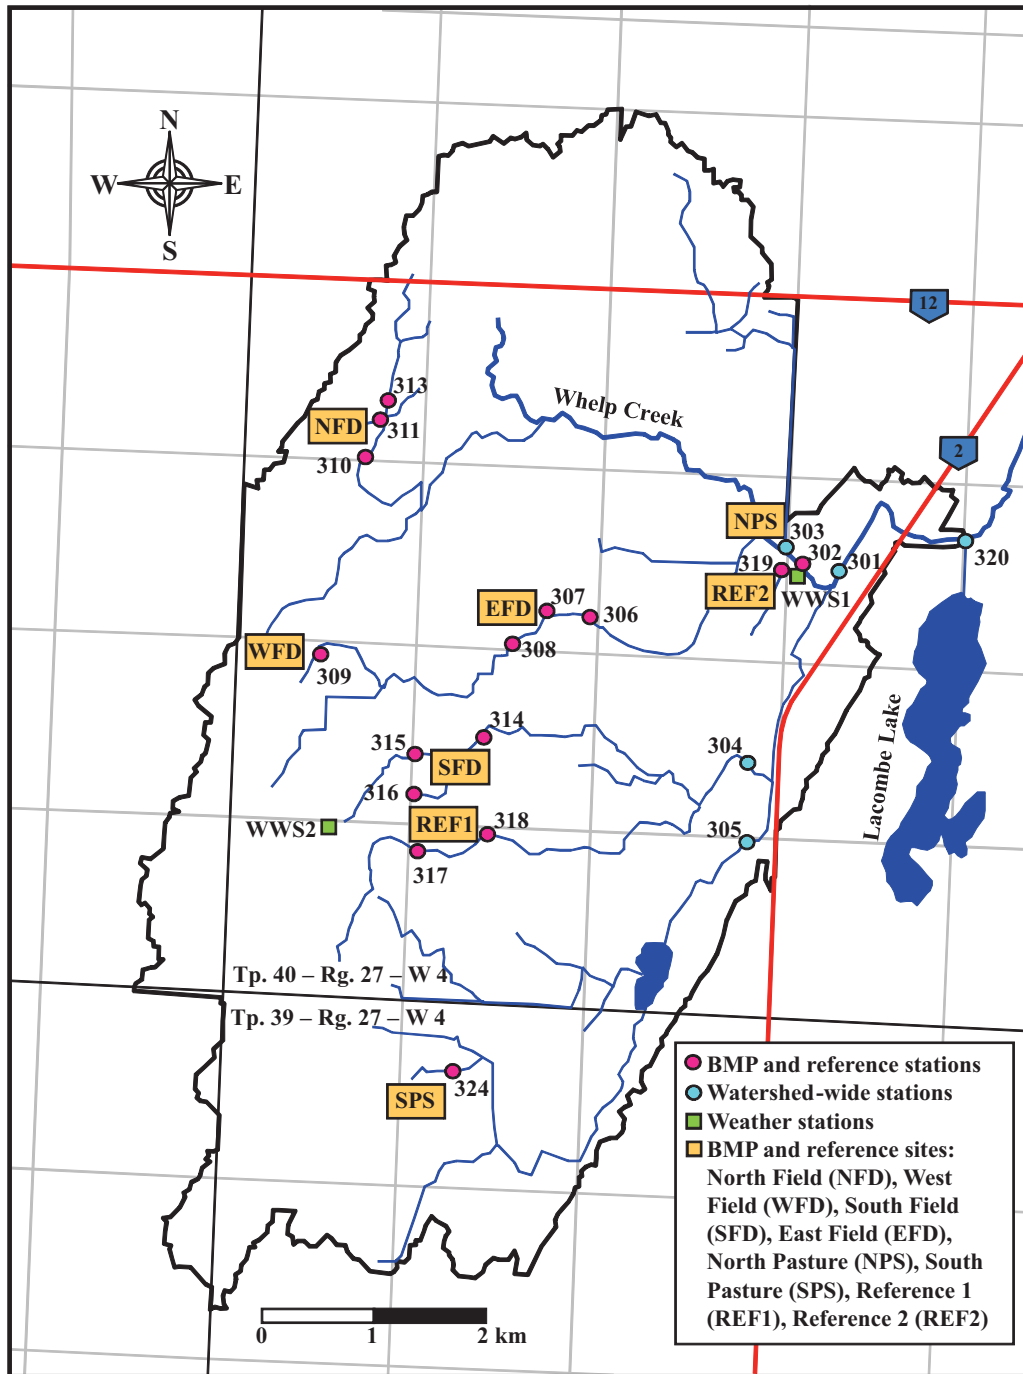 N
W
E
S
12
313
NFD
311
310
Whelp Creek
2
NPS
303
302
301
320
319
REF2
WWS1
307
EFD
306
308
WFD
309
314
315
SFD
304
316
Lacombe Lake
WWS2
REF1
318
305
317
Tp. 40 – Rg. 27 – W 4
Tp. 39 – Rg. 27 – W 4
324
SPS
BMP and reference stations
Watershed-wide stations
Weather stations
BMP and reference sites:
North Field (NFD), West
Field (WFD), South Field
(SFD), East Field (EFD),
North Pasture (NPS), South
Pasture (SPS), Reference 1
(REF1), Reference 2 (REF2)
0 1 2 km